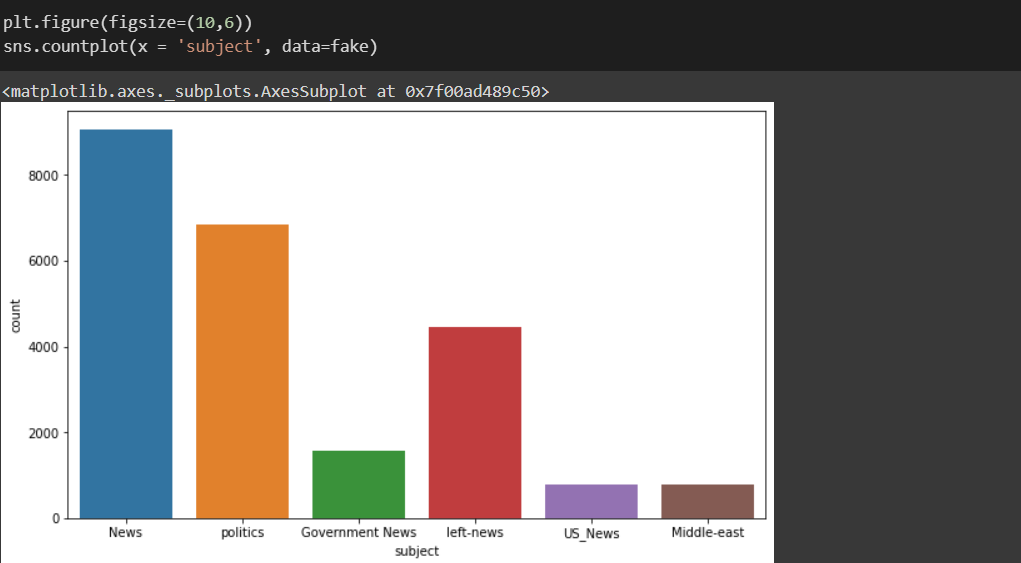 plt.figure(figsize=(10,6))
sns.countplot(x = 'subject', data=fake)
<matplotlib.axes._subplots.AxesSubplot at 0x7f00ad489c50>
8000
6000
4000
2000
0
count
News politics Government News left-news US_News Middle-east
subject